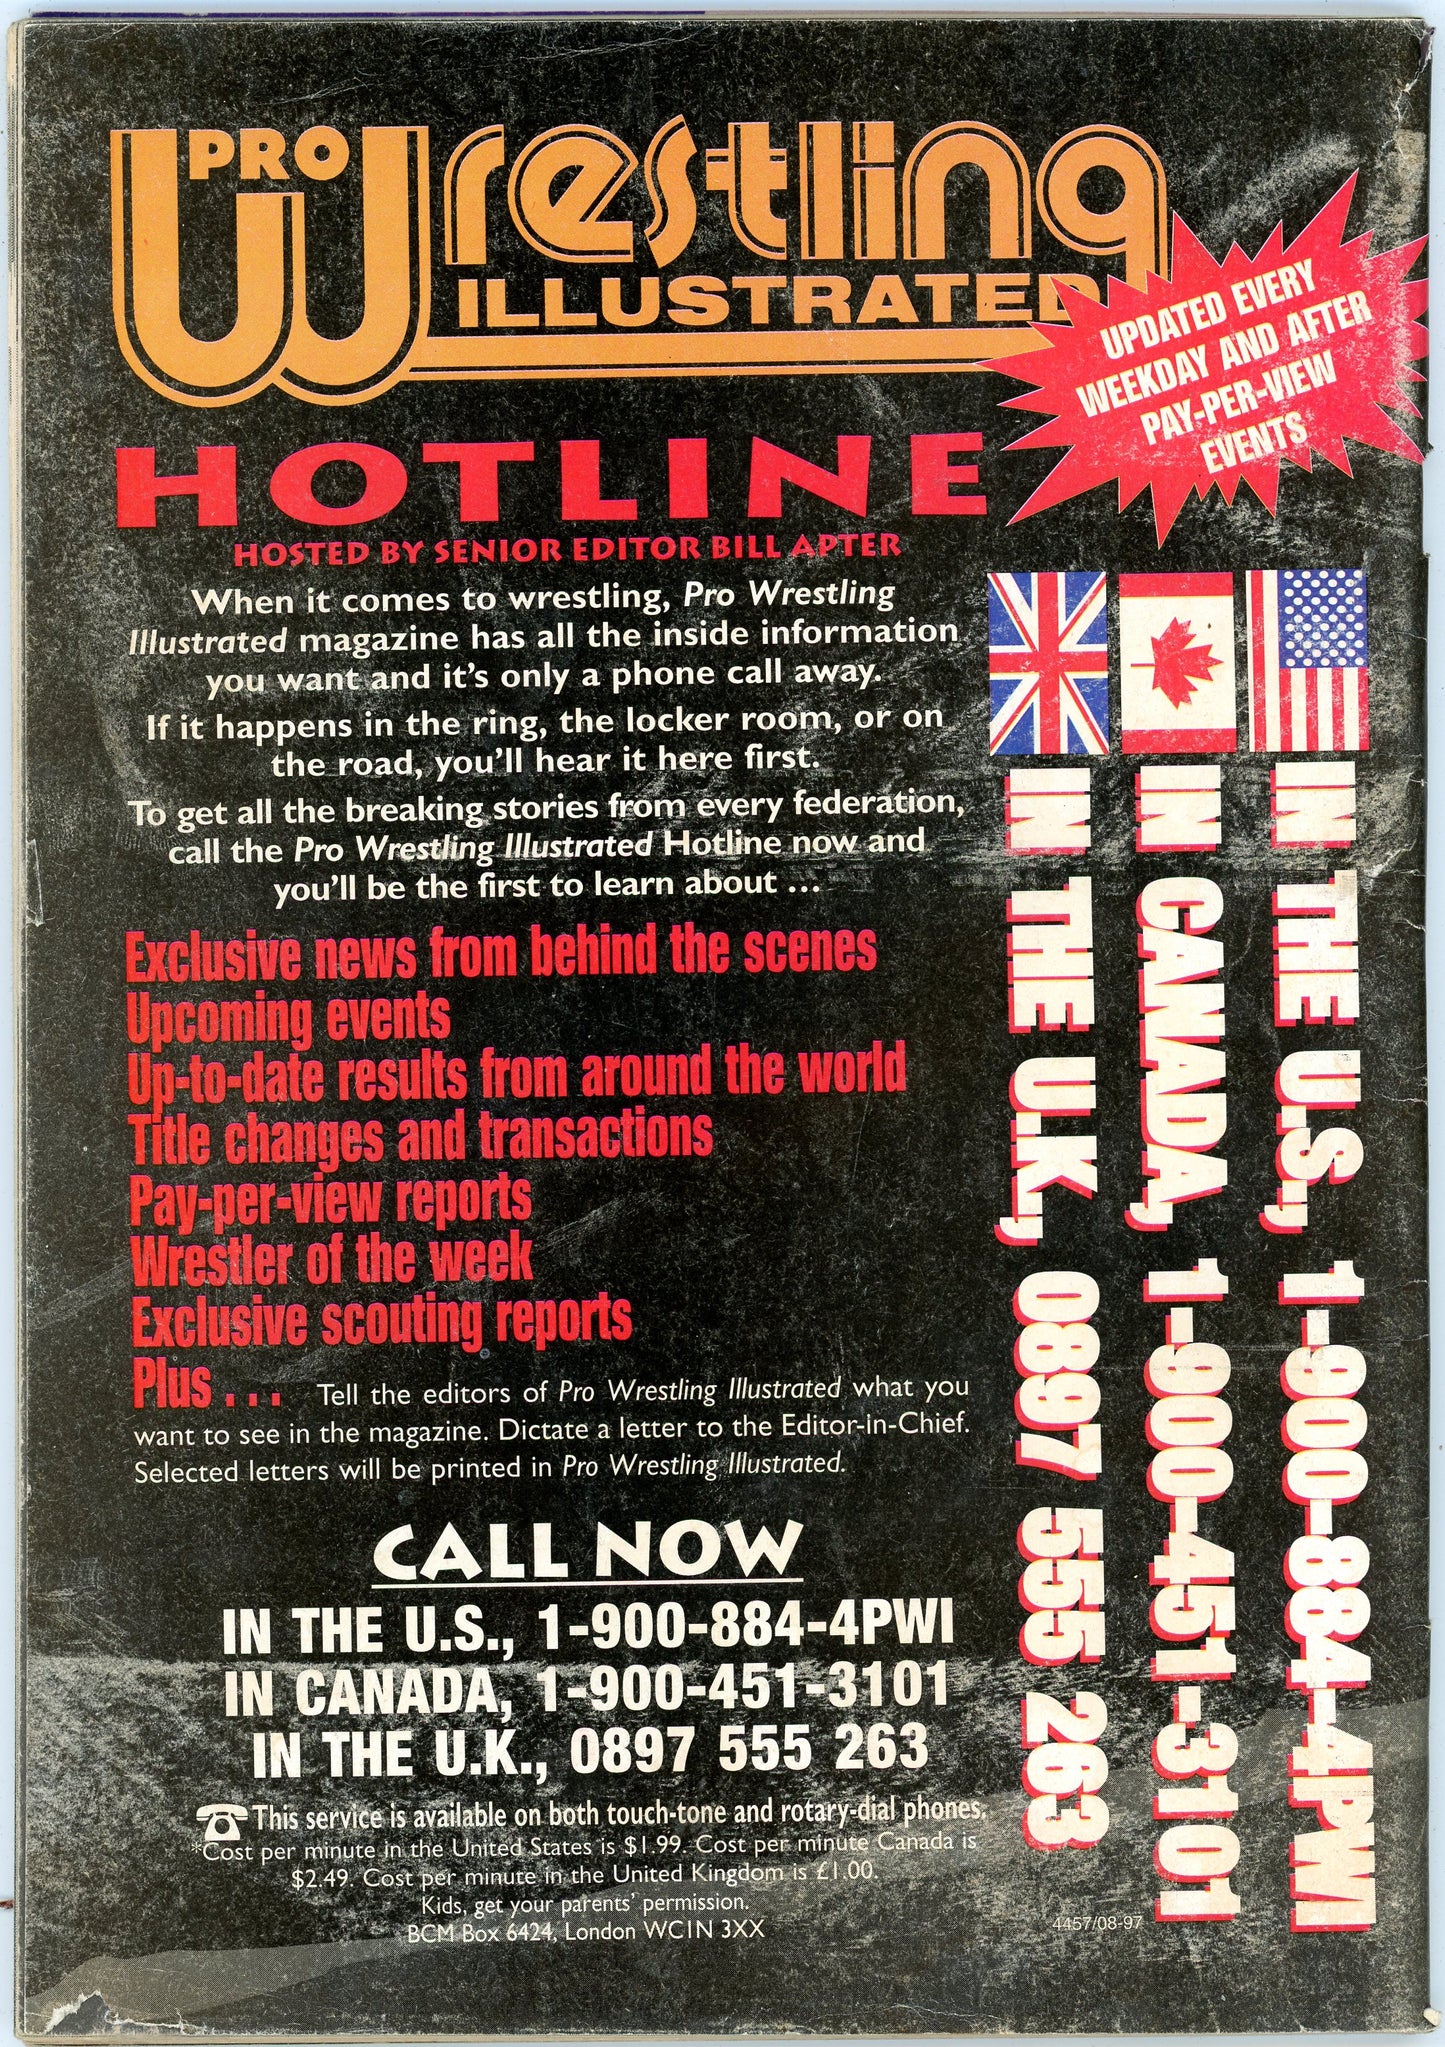 PRO
Wrestling
ILLUSTRATED
UPDATED EVERY
WEEKDAY AND AFTER
PAY-PER-VIEW
EVENTS
HOTLINE
HOSTED BY SENIOR EDITOR BILL APTER
When it comes to wrestling, Pro Wrestling
Illustrated magazine has all the inside information
you want and it's only a phone call away.
If it happens in the ring, the locker room, or on
the road, you'll hear it here first.
To get all the breaking stories from every federation,
call the Pro Wrestling Illustrated Hotline now and
you'll be the first to learn about ...
Exclusive news from behind the scenes
Upcoming events
Up-to-date results from around the world
Title changes and transactions
Pay-per-view reports
Wrestler of the week
Exclusive scouting reports
Plus . . . Tell the editors of Pro Wrestling Illustrated what you
want to see in the magazine. Dictate a letter to the Editor-in-Chief.
Selected letters will be printed in Pro Wrestling Illustrated.
CALL NOW
IN THE U.S., 1-900-884-4PWI
IN CANADA, 1-900-451-3101
IN THE U.K., 0897 555 263
This service is available on both touch-tone and rotary-dial phones.
*Cost per minute in the United States is $1.99. Cost per minute Canada is
$2.49. Cost per minute in the United Kingdom is £1.00.
Kids, get your parents' permission.
BCM Box 6424, London WC1N 3XX
4457/08-97
IN THE U.S., 1-900-884-4PWI
IN CANADA, 1-900-451-3101
IN THE U.K., 0897 555 263